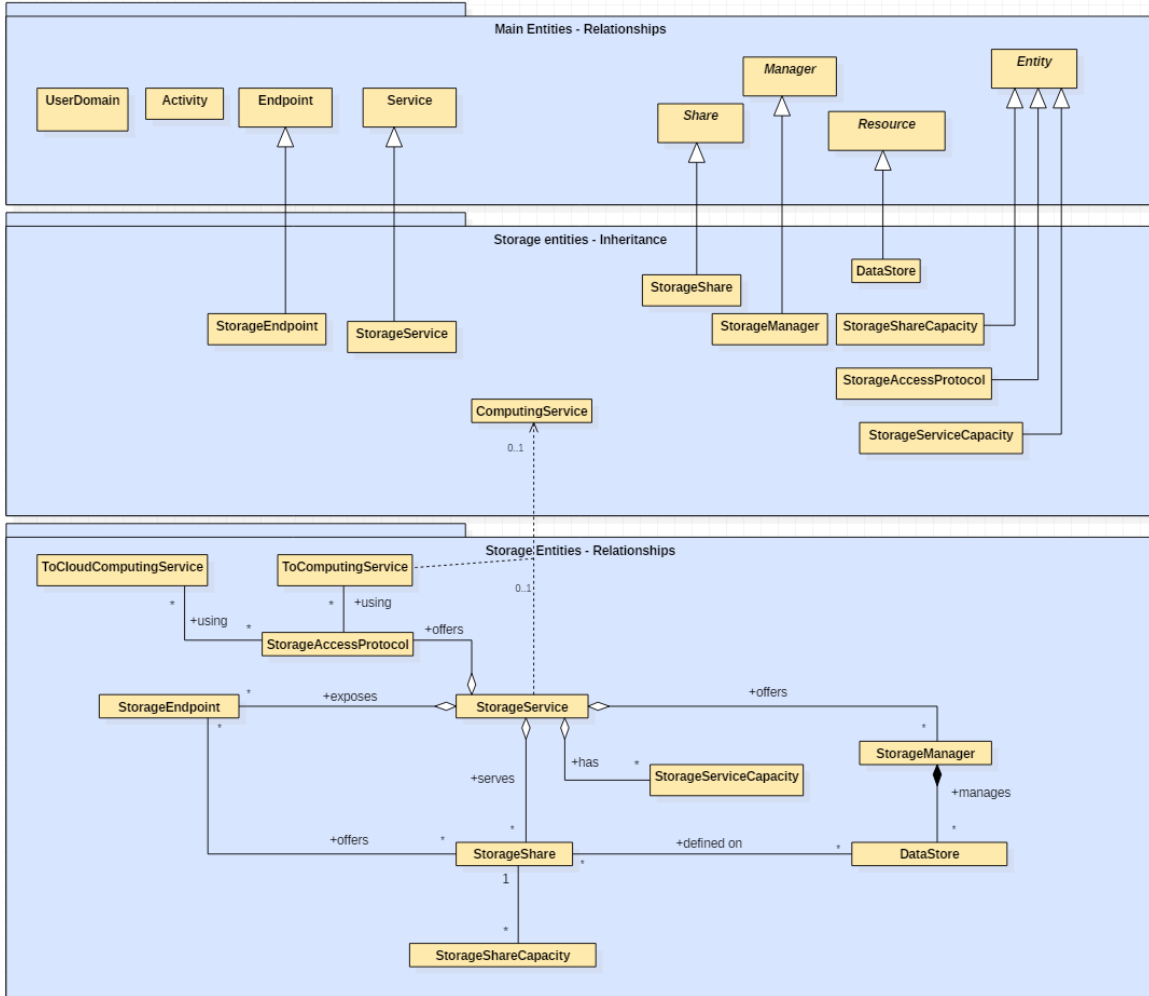 Main Entities - Relationships
Entity
Manager
UserDomain
Activity
Endpoint
Service
Share
Resource
Storage entities - Inheritance
DataStore
StorageShare
StorageEndpoint
StorageService
StorageManager
StorageShareCapacity
StorageAccessProtocol
ComputingService
StorageServiceCapacity
0..1
Storage Entities - Relationships
ToCloudComputingService
ToComputingService
0..1
*
+using
*
*
+using
+offers
StorageAccessProtocol
*
+exposes
+offers
StorageEndpoint
StorageService
*
*
StorageManager
+has
*
+serves
StorageServiceCapacity
+manages
*
*
+offers
*
+defined on
*
StorageShare
*
DataStore
1
*
StorageShareCapacity